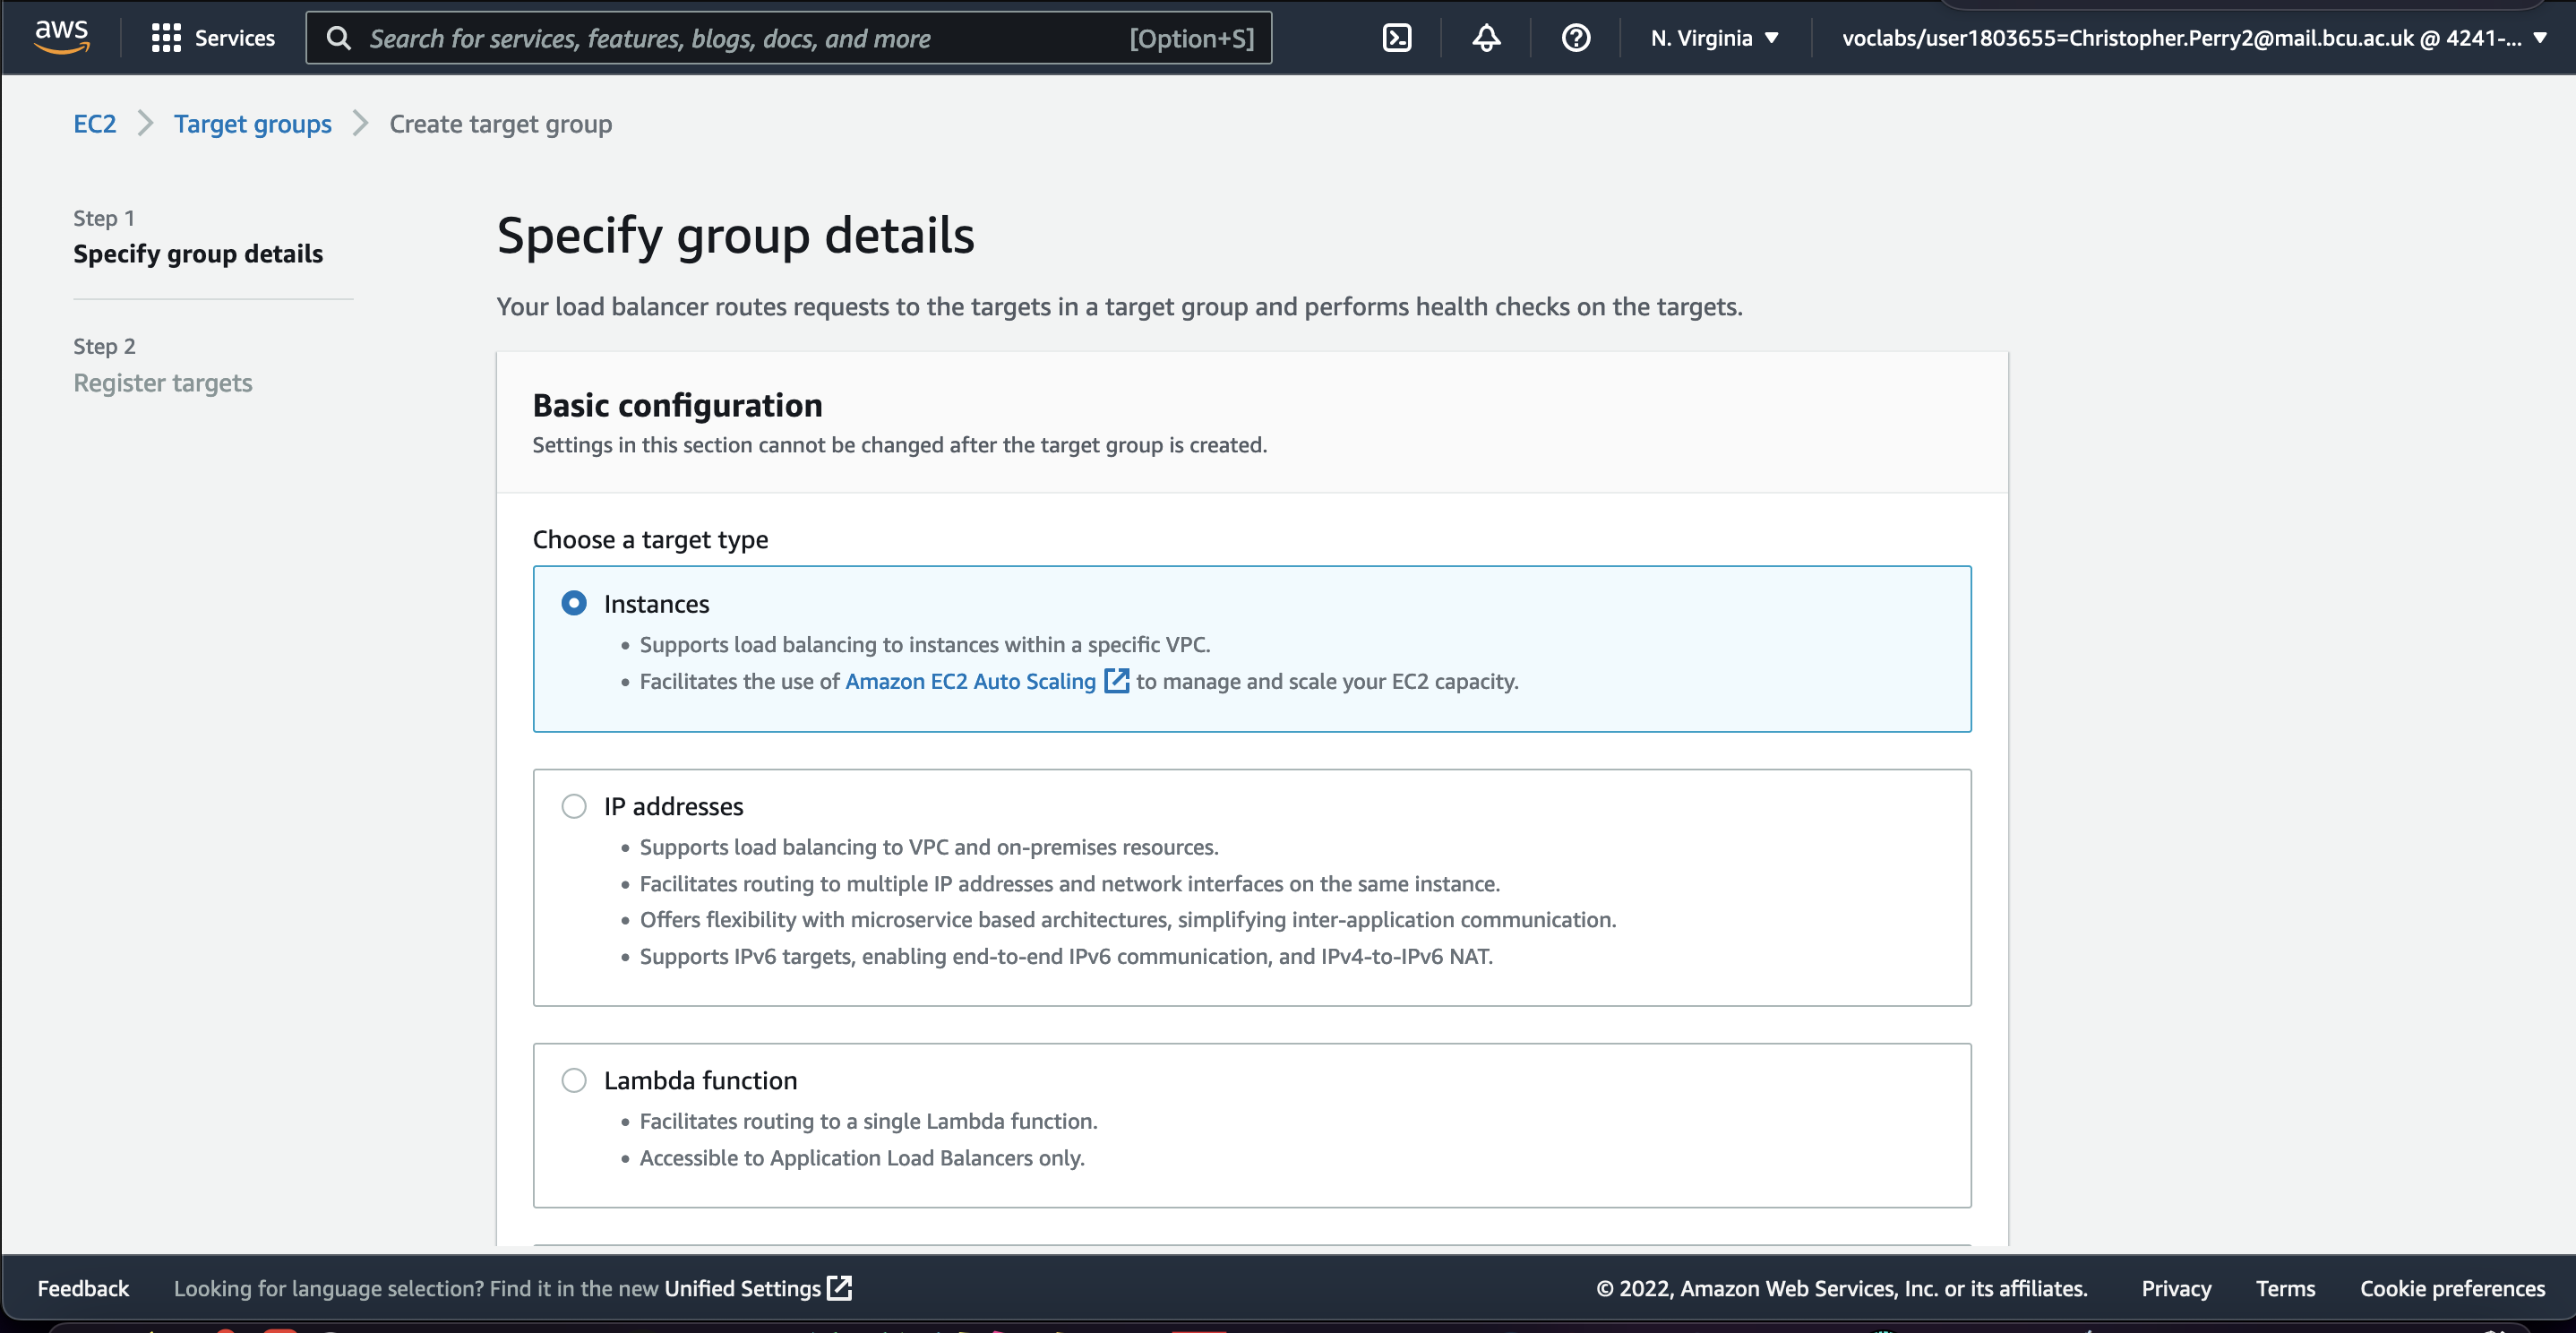 aws
Services
Search for services, features, blogs, docs, and more
[Option+S]
N. Virginia
voclabs/user1803655=Christopher.Perry2@mail.bcu.ac.uk @ 4241-...
EC2
Target groups
Create target group
Step 1
Specify group details
Step 2
Register targets
Specify group details
Your load balancer routes requests to the targets in a target group and performs health checks on the targets.
Basic configuration
Settings in this section cannot be changed after the target group is created.
Choose a target type
Instances
• Supports load balancing to instances within a specific VPC.
• Facilitates the use of Amazon EC2 Auto Scaling to manage and scale your EC2 capacity.
IP addresses
• Supports load balancing to VPC and on-premises resources.
• Facilitates routing to multiple IP addresses and network interfaces on the same instance.
• Offers flexibility with microservice based architectures, simplifying inter-application communication.
• Supports IPv6 targets, enabling end-to-end IPv6 communication, and IPv4-to-IPv6 NAT.
Lambda function
• Facilitates routing to a single Lambda function.
• Accessible to Application Load Balancers only.
Feedback
Looking for language selection? Find it in the new Unified Settings
© 2022, Amazon Web Services, Inc. or its affiliates.
Privacy
Terms
Cookie preferences